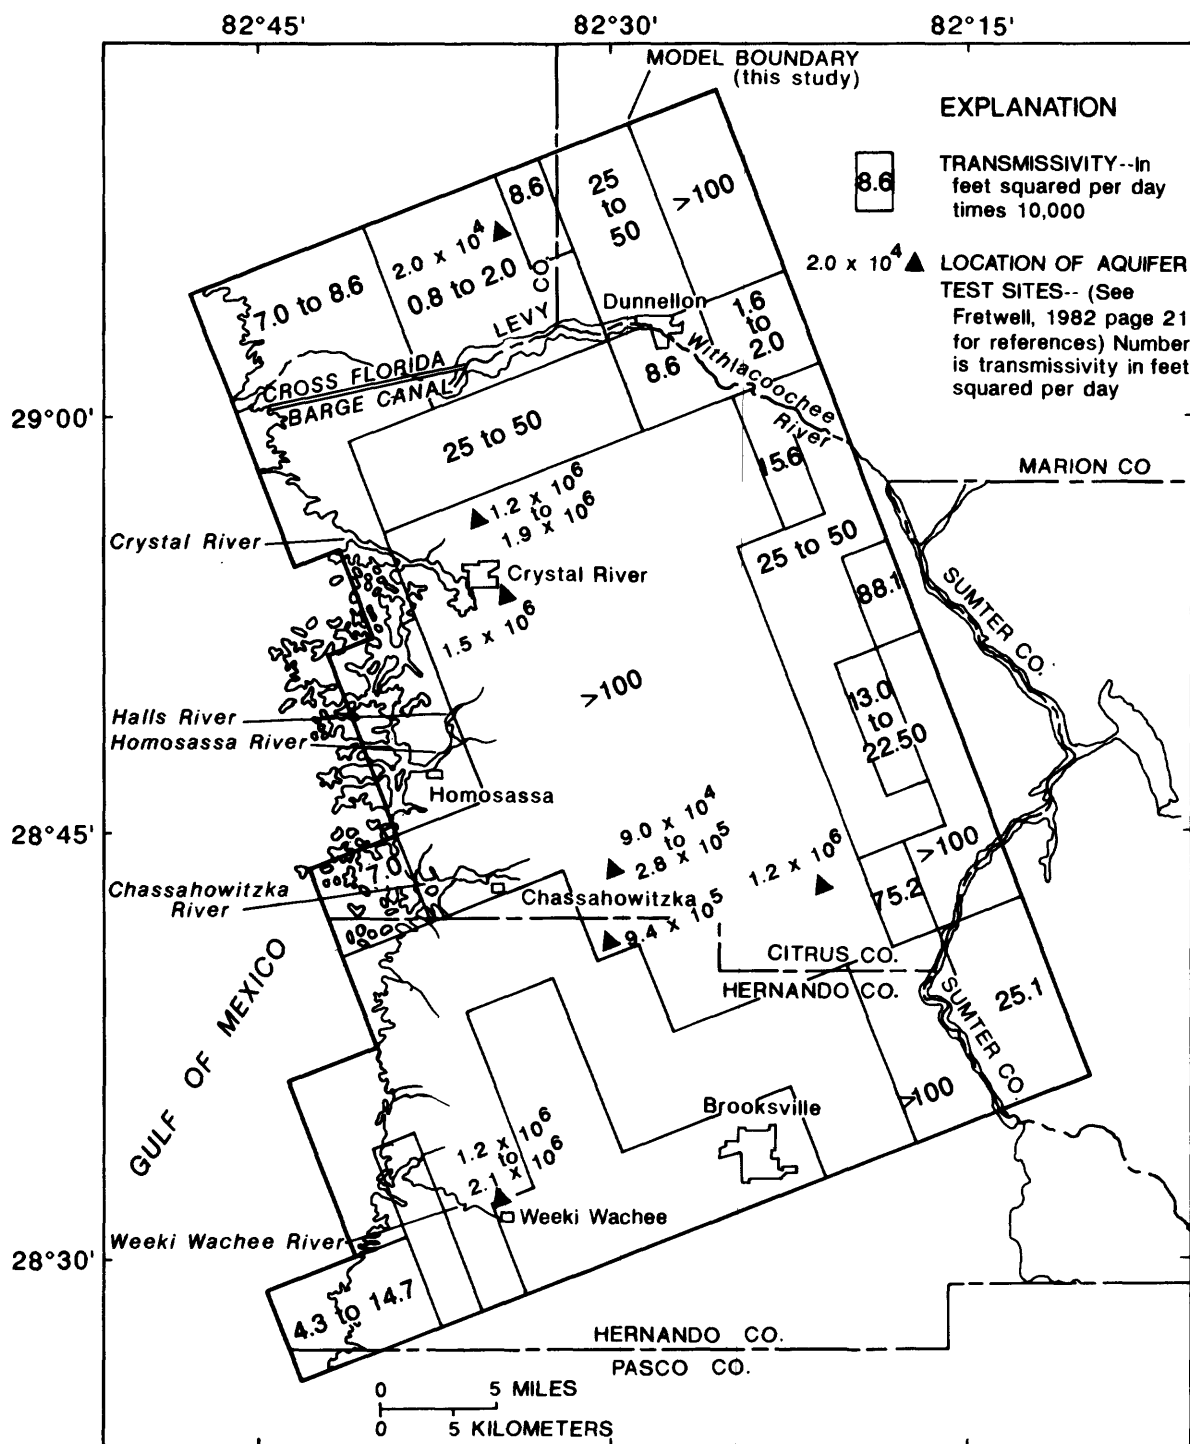 82°45'
82°30'
82°15'
MODEL BOUNDARY
(this study)
EXPLANATION
8.6
TRANSMISSIVITY--In
feet squared per day
times 10,000
2.0 x 10⁴
LOCATION OF AQUIFER
TEST SITES-- (See
Fretwell, 1982 page 21
for references) Number
is transmissivity in feet
squared per day
8.6
25
to
50
>100
2.0 x 10⁴
0.8 to 2.0
7.0 to 8.6
LEVY CO.
Dunnellon
1.6
to
2.0
Withlacoochee
River
8.6
CROSS FLORIDA
BARGE CANAL
29°00'
25 to 50
15.6
MARION CO
1.2 x 10⁶
to
1.9 x 10⁶
25 to 50
Crystal River
Crystal River
88.1
SUMTER CO.
1.5 x 10⁶
>100
13.0
to
22.50
Halls River
Homosassa River
Homosassa
28°45'
9.0 x 10⁴
to
2.8 x 10⁵
1.2 x 10⁶
>100
7.0
75.2
Chassahowitzka
River
Chassahowitzka
9.4 x 10⁵
CITRUS CO.
HERNANDO CO.
25.1
SUMTER CO.
GULF OF MEXICO
>100
Brooksville
1.2 x 10⁶
to
2.1 x 10⁶
Weeki Wachee
Weeki Wachee River
28°30'
4.3 to 14.7
HERNANDO CO.
PASCO CO.
0 5 MILES
0 5 KILOMETERS